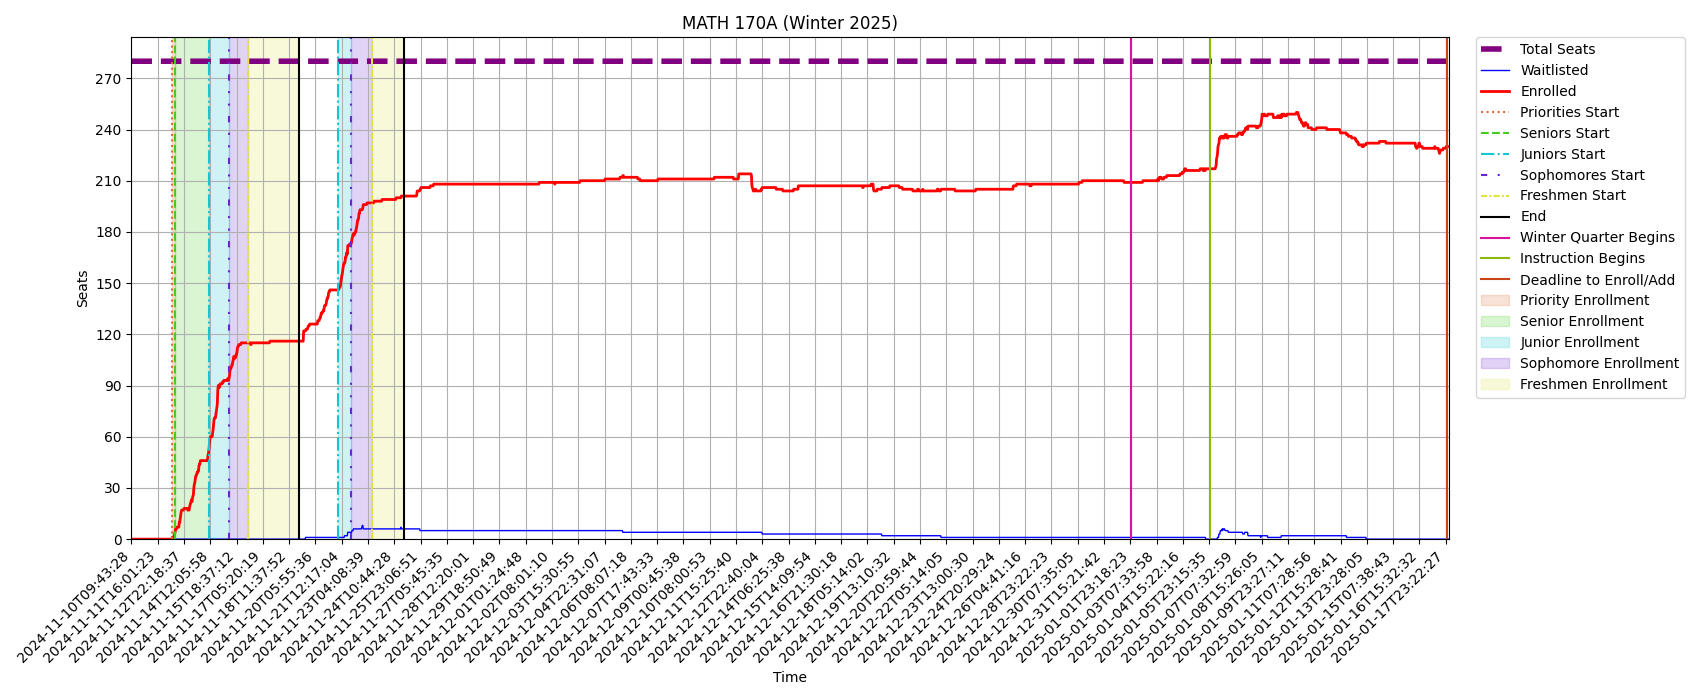 MATH 170A (Winter 2025)
Seats
270
240
210
180
150
120
90
60
30
0
2024-11-10T09:43:28
2024-11-11T16:01:23
2024-11-12T22:18:37
2024-11-14T12:05:58
2024-11-15T18:37:12
2024-11-17T05:20:19
2024-11-18T11:37:52
2024-11-20T05:55:36
2024-11-21T12:17:04
2024-11-23T04:08:39
2024-11-24T10:44:28
2024-11-25T23:06:51
2024-11-27T05:45:35
2024-11-28T12:20:01
2024-11-29T18:50:49
2024-12-01T01:24:48
2024-12-02T08:01:10
2024-12-03T15:30:55
2024-12-04T22:31:07
2024-12-06T08:07:18
2024-12-07T17:43:33
2024-12-09T00:45:38
2024-12-10T08:00:53
2024-12-11T15:25:40
2024-12-12T22:40:04
2024-12-14T06:25:38
2024-12-15T14:09:54
2024-12-16T21:30:18
2024-12-18T05:14:02
2024-12-19T13:10:32
2024-12-20T20:59:44
2024-12-22T05:14:05
2024-12-23T13:00:30
2024-12-24T20:29:24
2024-12-26T04:41:16
2024-12-28T23:22:23
2024-12-30T07:35:05
2024-12-31T15:21:42
2025-01-01T23:18:23
2025-01-03T07:33:58
2025-01-04T15:22:16
2025-01-05T23:15:35
2025-01-07T07:32:59
2025-01-08T15:26:05
2025-01-09T23:27:11
2025-01-11T07:28:56
2025-01-12T15:28:41
2025-01-13T23:28:05
2025-01-15T07:38:43
2025-01-16T15:32:32
2025-01-17T23:22:27
Time
Total Seats
Waitlisted
Enrolled
Priorities Start
Seniors Start
Juniors Start
Sophomores Start
Freshmen Start
End
Winter Quarter Begins
Instruction Begins
Deadline to Enroll/Add
Priority Enrollment
Senior Enrollment
Junior Enrollment
Sophomore Enrollment
Freshmen Enrollment